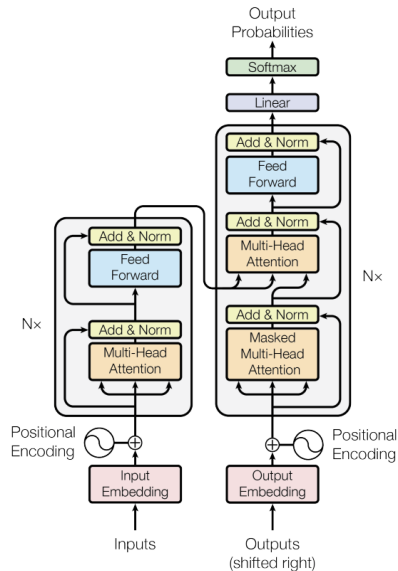 Output
Probabilities
Softmax
Linear
Add & Norm
Feed
Forward
Add & Norm
Multi-Head
Attention
Nx
Add & Norm
Masked
Multi-Head
Attention
Add & Norm
Feed
Forward
Nx
Add & Norm
Multi-Head
Attention
Positional
Encoding
Positional
Encoding
Input
Embedding
Output
Embedding
Inputs
Outputs
(shifted right)